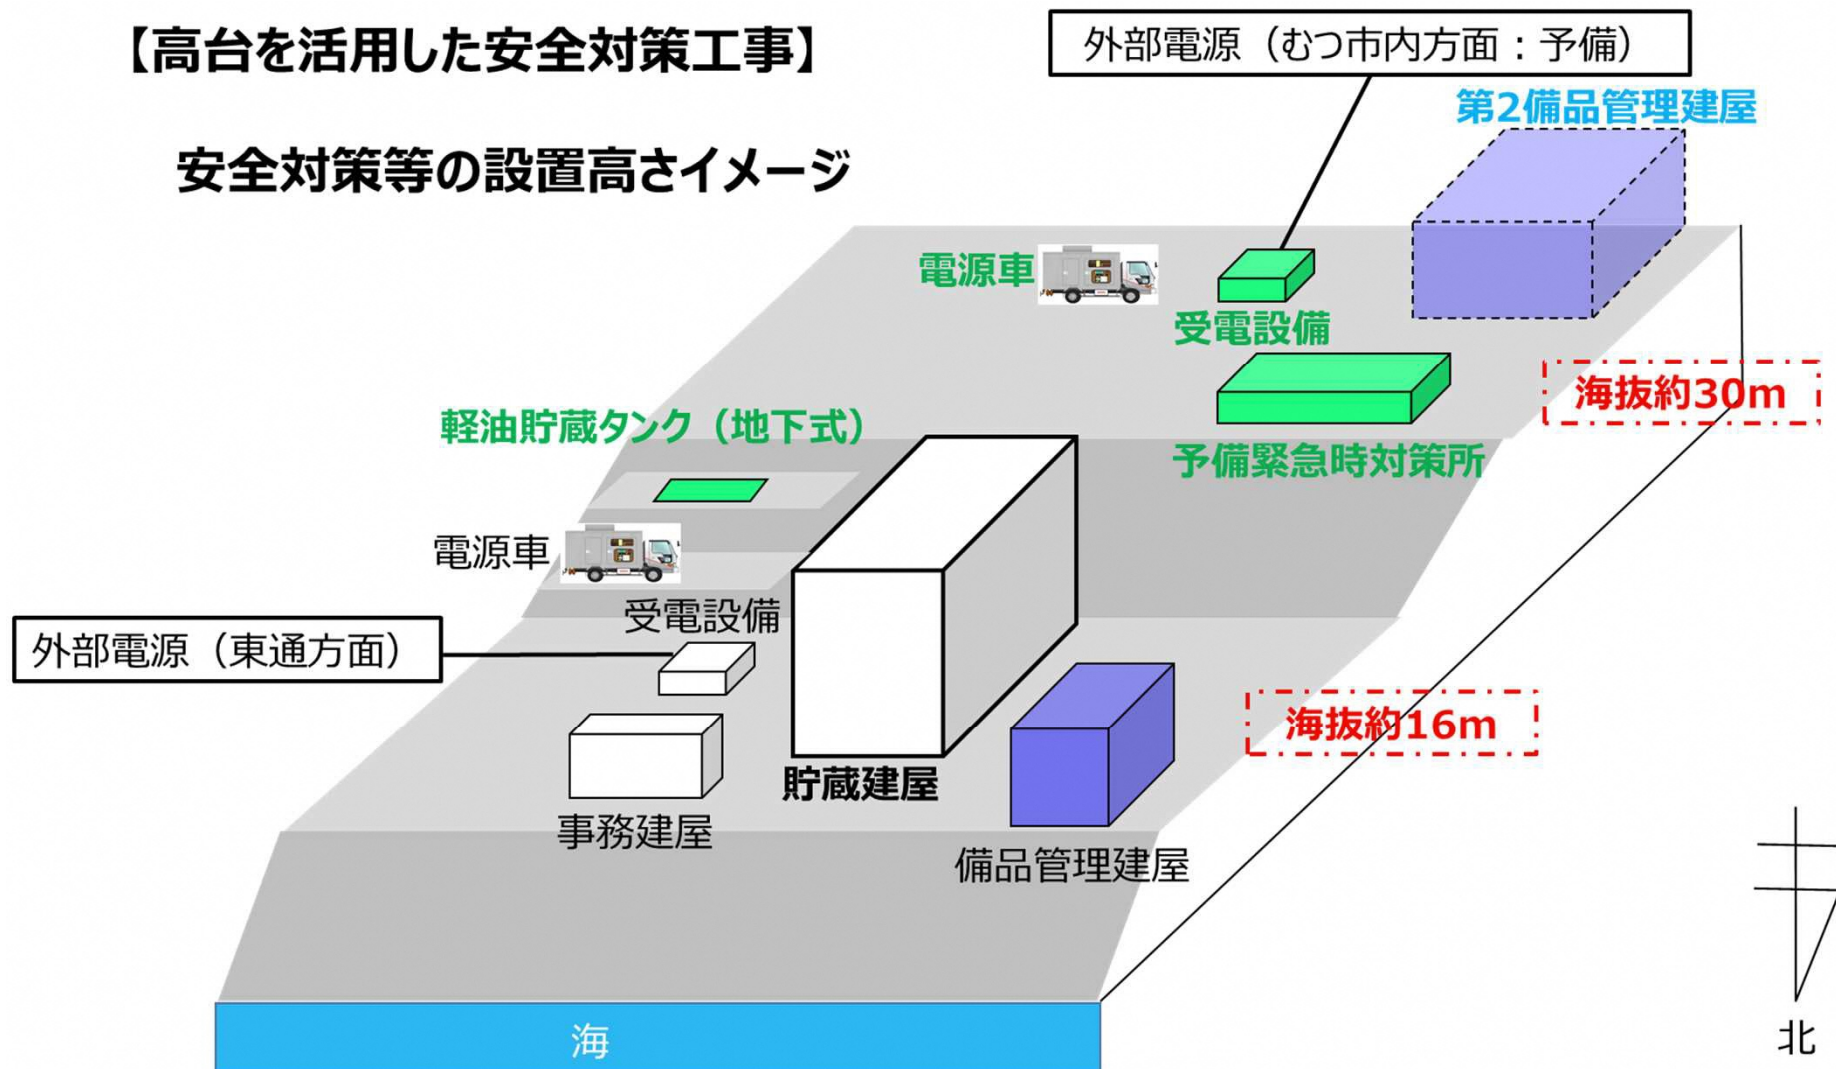 【高台を活用した安全対策工事】
外部電源（むつ市内方面：予備）
第2備品管理建屋
安全対策等の設置高さイメージ
電源車
受電設備
海抜約30m
軽油貯蔵タンク（地下式）
予備緊急時対策所
電源車
受電設備
外部電源（東通方面）
海抜約16m
貯蔵建屋
事務建屋
備品管理建屋
海
北